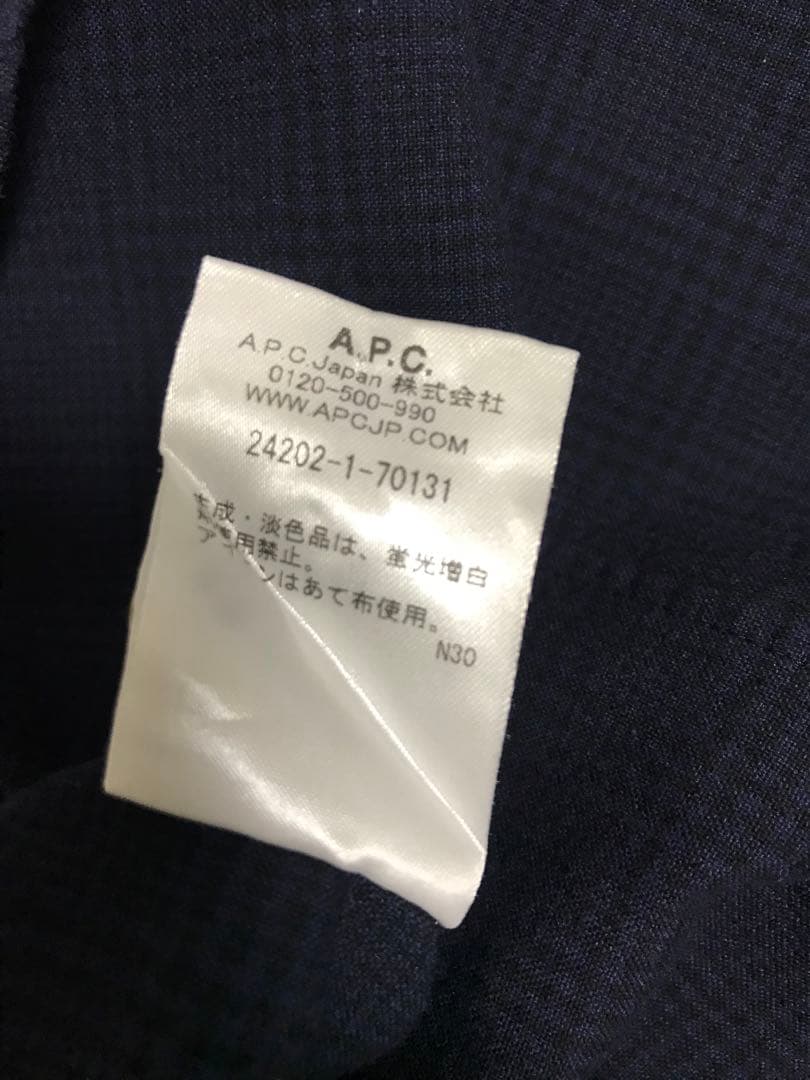 A.P.C.
A.P.C.Japan 株式会社
0120-500-990
WWW.APCJP.COM
24202-1-70131
成・淡色品は、蛍光増白
用禁止。
ンはあて布使用。
N30